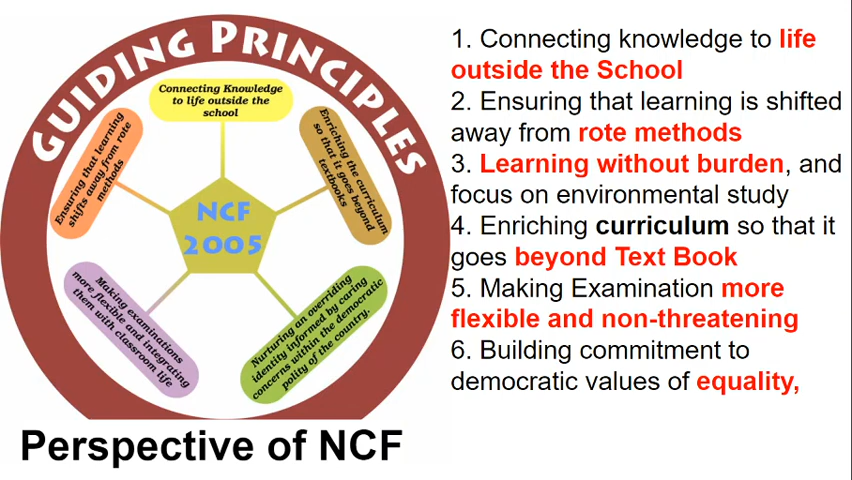 GUIDING PRINCIPLES
Connecting Knowledge
to life outside the
school
Ensuring that learning
shifts away from rote
methods
Enriching the curriculum
so that it goes beyond
textbooks
NCF
2005
Making examinations
more flexible and integrating
them with classroom life
Nurturing an overriding
identity informed by caring
concerns within the democratic
polity of the country.
Perspective of NCF
1. Connecting knowledge to life
outside the School
2. Ensuring that learning is shifted
away from rote methods
3. Learning without burden, and
focus on environmental study
4. Enriching curriculum so that it
goes beyond Text Book
5. Making Examination more
flexible and non-threatening
6. Building commitment to
democratic values of equality,